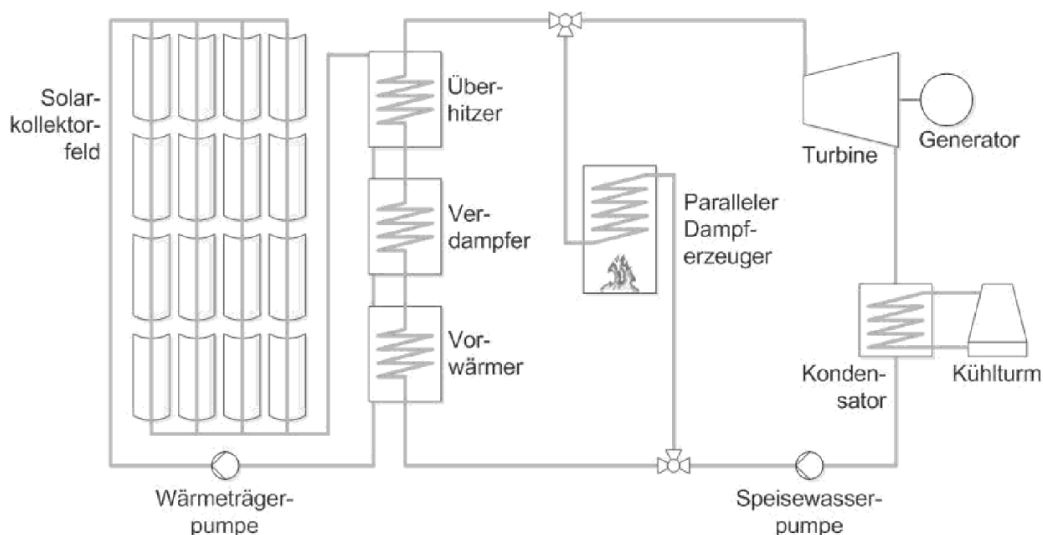 Solar-
kollektor-
feld
Über-
hitzer
Ver-
dampfer
Vor-
wärmer
Paralleler
Dampf-
erzeuger
Turbine
Generator
Konden-
sator
Kühlturm
Wärmeträger-
pumpe
Speisewasser-
pumpe